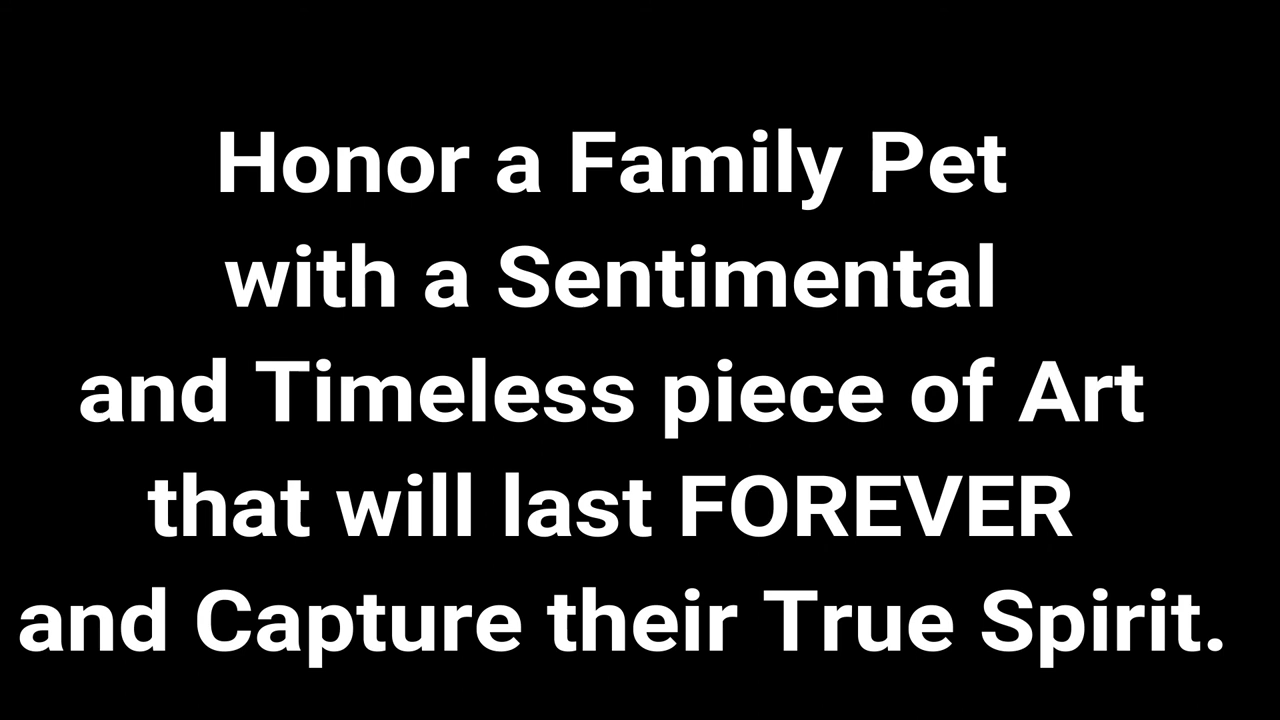 Honor a Family Pet
with a Sentimental
and Timeless piece of Art
that will last FOREVER
and Capture their True Spirit.